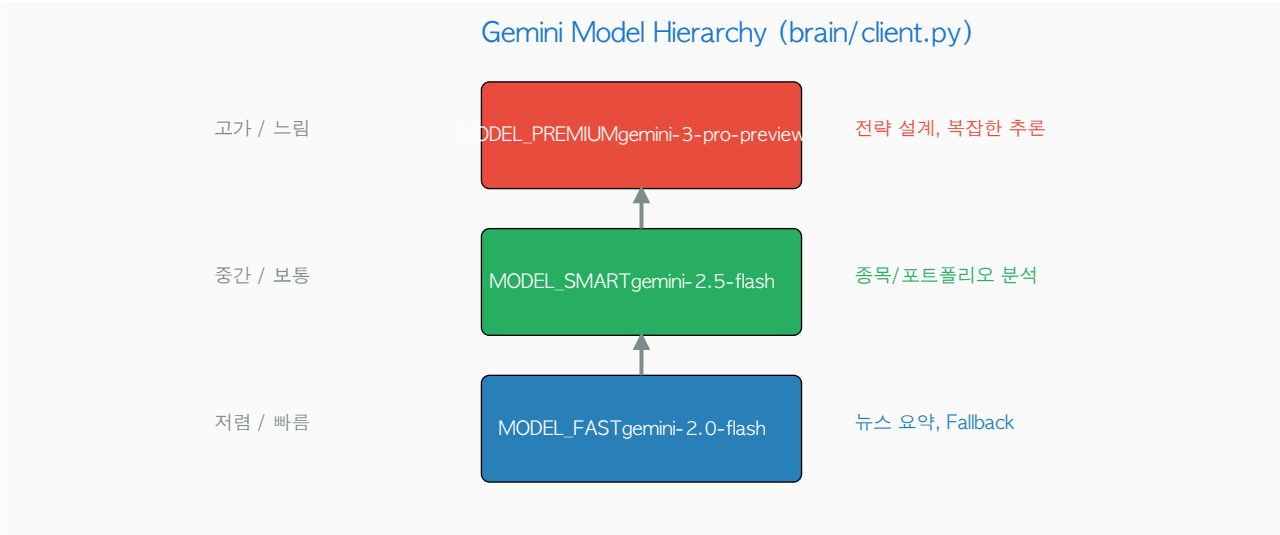 Gemini Model Hierarchy (brain/client.py)
고가 / 느림
MODEL_PREMIUMgemini-3-pro-preview
전략 설계, 복잡한 추론
중간 / 보통
MODEL_SMARTgemini-2.5-flash
종목/포트폴리오 분석
저렴 / 빠름
MODEL_FASTgemini-2.0-flash
뉴스 요약, Fallback